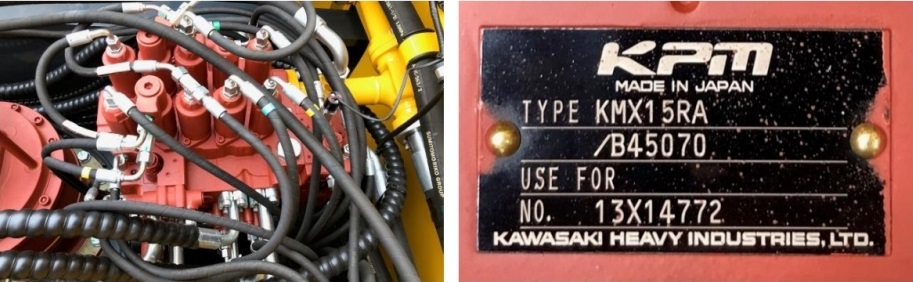 KPM
MADE IN JAPAN
TYPE KMX15RA
/B45070
USE FOR
NO. 13X14772
KAWASAKI HEAVY INDUSTRIES, LTD.